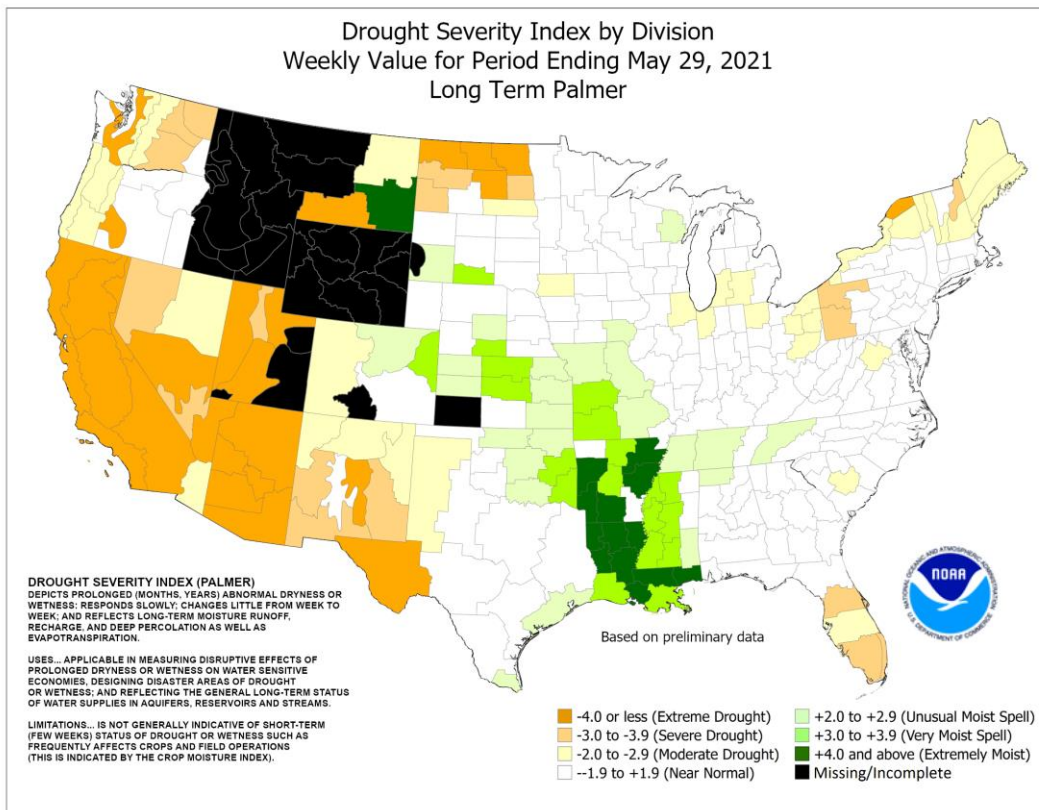 Drought Severity Index by Division
Weekly Value for Period Ending May 29, 2021
Long Term Palmer
DROUGHT SEVERITY INDEX (PALMER)
DEPICTS PROLONGED (MONTHS, YEARS) ABNORMAL DRYNESS OR
WETNESS: RESPONDS SLOWLY; CHANGES LITTLE FROM WEEK TO
WEEK; AND REFLECTS LONG-TERM MOISTURE RUNOFF,
RECHARGE, AND DEEP PERCOLATION AS WELL AS
EVAPOTRANSPIRATION.
USES... APPLICABLE IN MEASURING DISRUPTIVE EFFECTS OF
PROLONGED DRYNESS OR WETNESS ON WATER SENSITIVE
ECONOMIES, DESIGNING DISASTER AREAS OF DROUGHT
OR WETNESS; AND REFLECTING THE GENERAL LONG-TERM STATUS
OF WATER SUPPLIES IN AQUIFERS, RESERVOIRS AND STREAMS.
LIMITATIONS... IS NOT GENERALLY INDICATIVE OF SHORT-TERM
(FEW WEEKS) STATUS OF DROUGHT OR WETNESS SUCH AS
FREQUENTLY AFFECTS CROPS AND FIELD OPERATIONS
(THIS IS INDICATED BY THE CROP MOISTURE INDEX).
Based on preliminary data
NATIONAL OCEANIC AND ATMOSPHERIC ADMINISTRATION
NOAA
U.S. DEPARTMENT OF COMMERCE
-4.0 or less (Extreme Drought)
-3.0 to -3.9 (Severe Drought)
-2.0 to -2.9 (Moderate Drought)
--1.9 to +1.9 (Near Normal)
+2.0 to +2.9 (Unusual Moist Spell)
+3.0 to +3.9 (Very Moist Spell)
+4.0 and above (Extremely Moist)
Missing/Incomplete